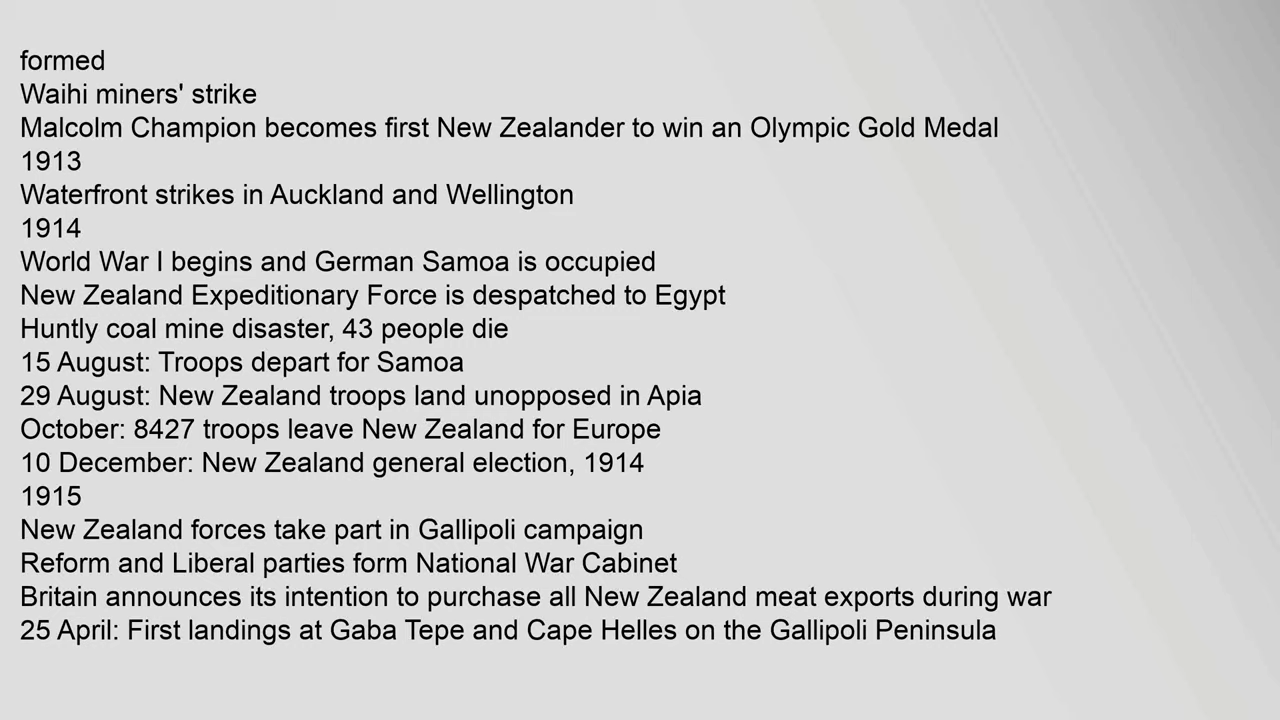 formed
Waihi miners' strike
Malcolm Champion becomes first New Zealander to win an Olympic Gold Medal
1913
Waterfront strikes in Auckland and Wellington
1914
World War I begins and German Samoa is occupied
New Zealand Expeditionary Force is despatched to Egypt
Huntly coal mine disaster, 43 people die
15 August: Troops depart for Samoa
29 August: New Zealand troops land unopposed in Apia
October: 8427 troops leave New Zealand for Europe
10 December: New Zealand general election, 1914
1915
New Zealand forces take part in Gallipoli campaign
Reform and Liberal parties form National War Cabinet
Britain announces its intention to purchase all New Zealand meat exports during war
25 April: First landings at Gaba Tepe and Cape Helles on the Gallipoli Peninsula